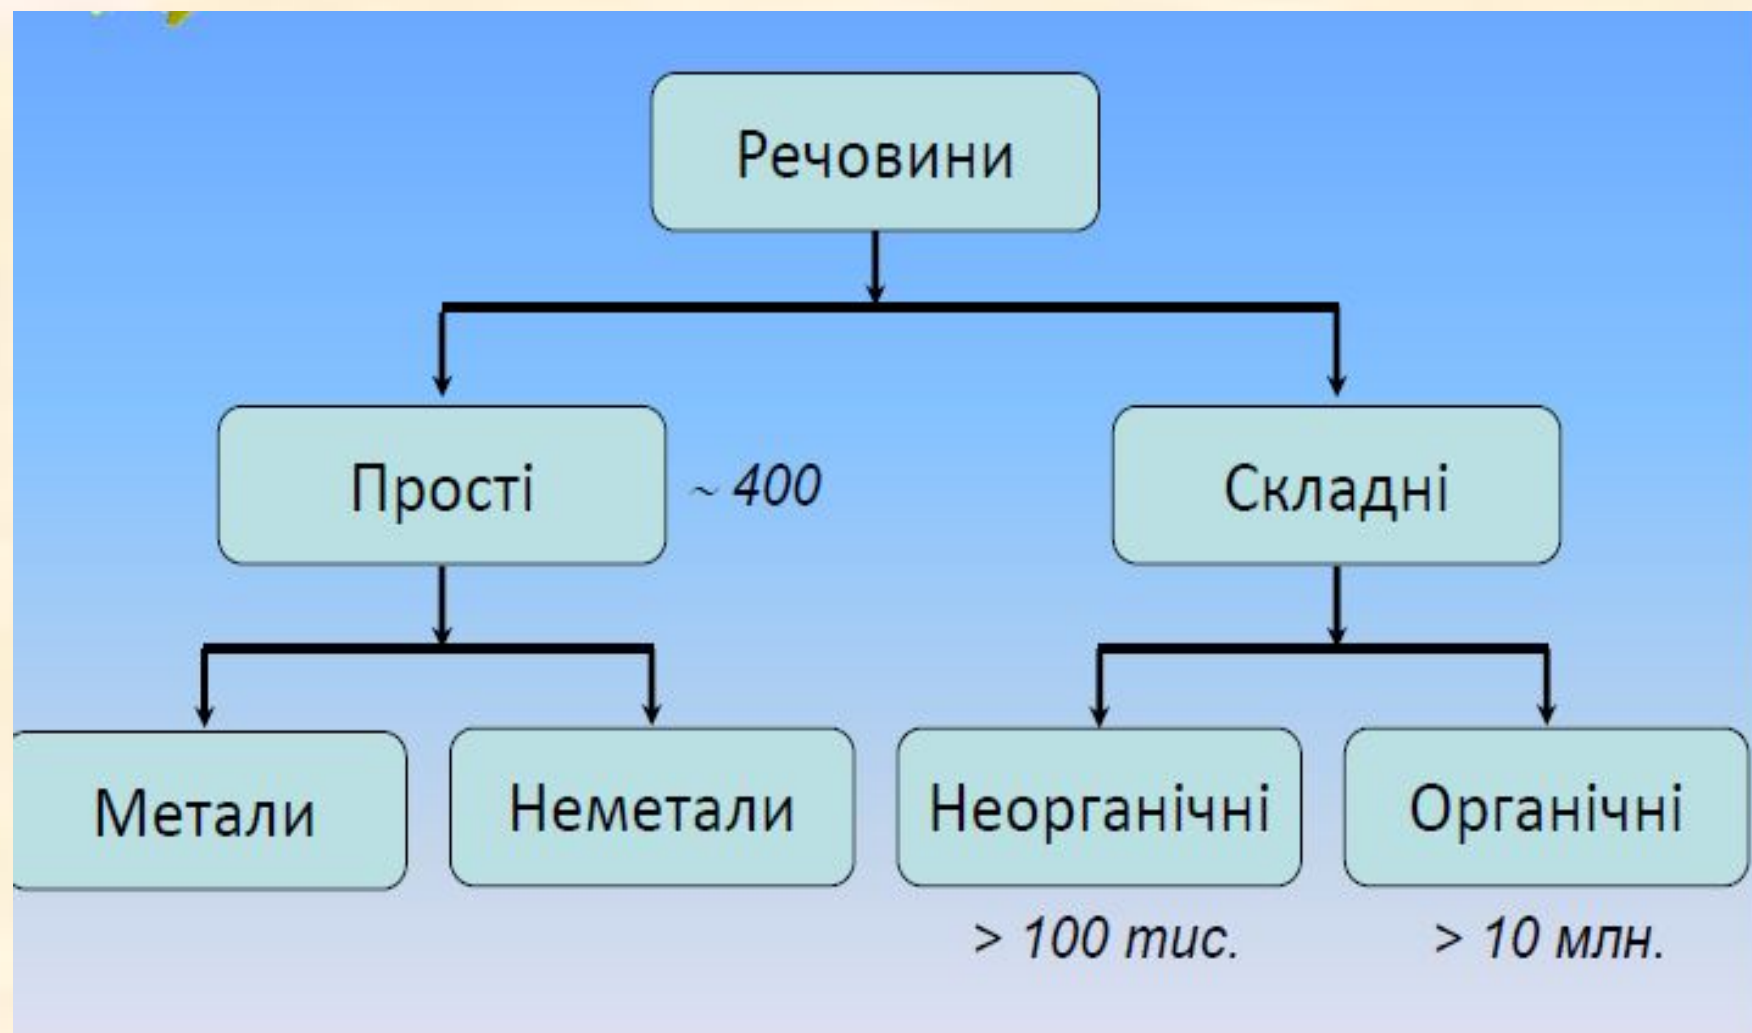 Речовини
Прості
~ 400
Складні
Метали
Неметали
Неорганічні
Органічні
> 100 тис.
> 10 млн.